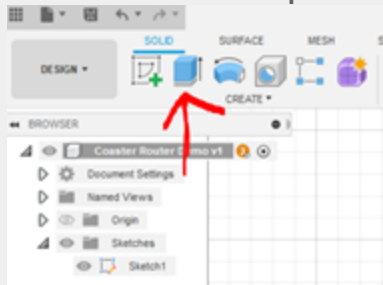 SOLID SURFACE MESH
DESIGN
CREATE
BROWSER
Coaster Router Demo v1
Document Settings
Named Views
Origin
Sketches
Sketch1